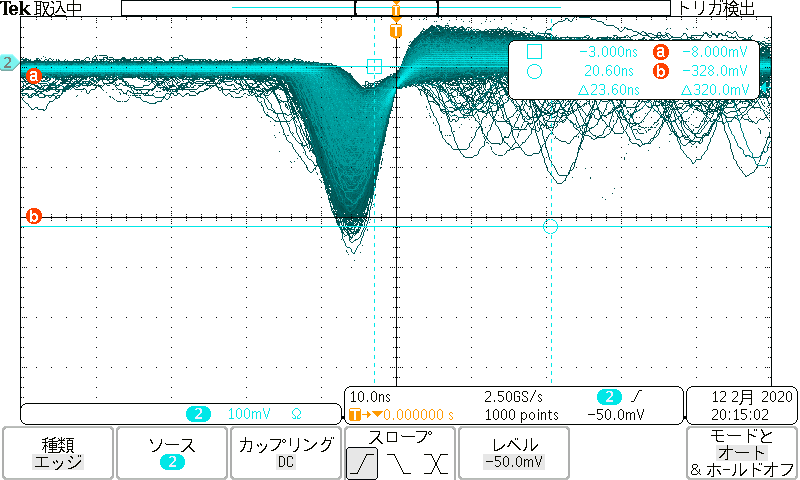 Tek 取込中
トリガ検出
T
T
2
a
b
−3.000ns a −8.000mV
20.60ns b −328.0mV
Δ23.60ns Δ320.0mV
2 100mV Ω
10.0ns 2.50GS/s 2
T→▼0.000000 s 1000 points −50.0mV
12 2月 2020
20:15:02
種類
エッジ
ソース
2
カップリング
DC
スロープ
レベル
−50.0mV
モードと
オート
& ホールドオフ